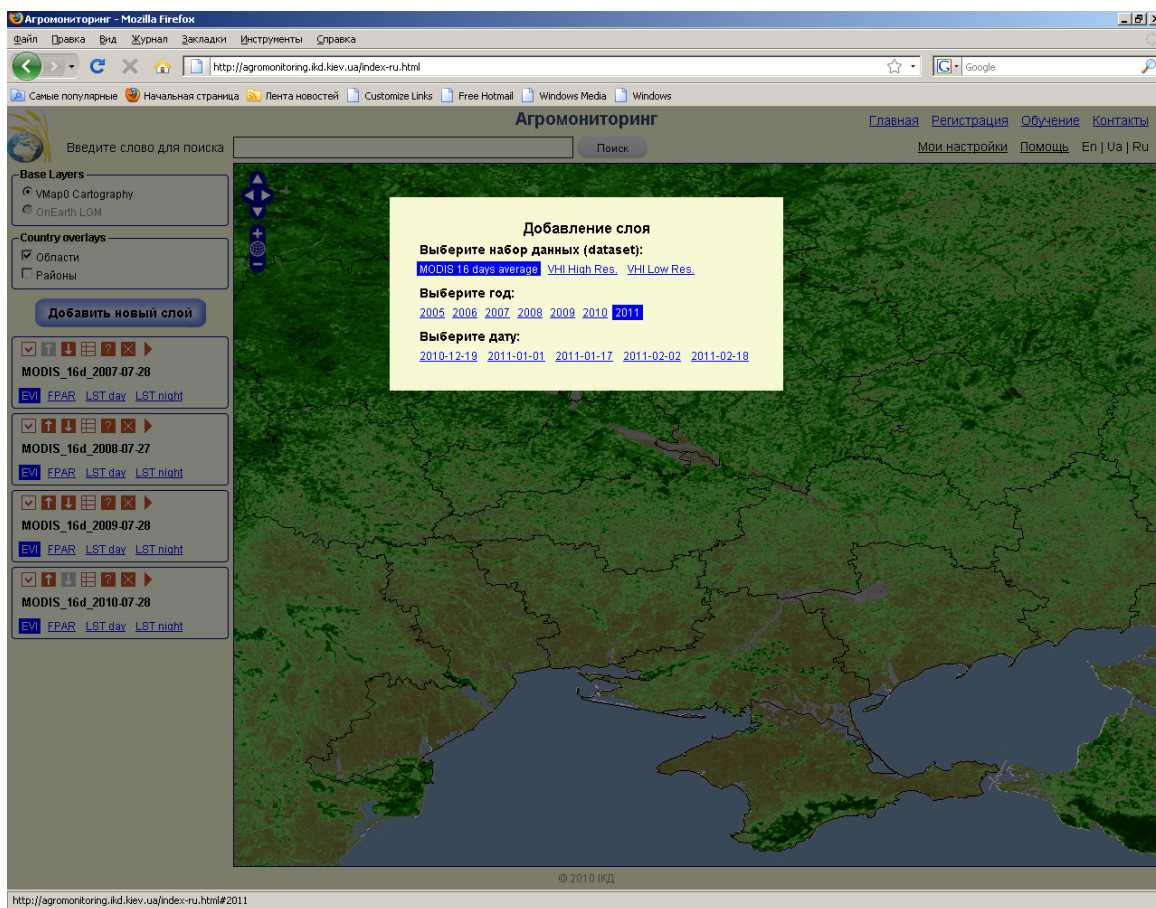 Агромониторинг - Mozilla Firefox
Файл Правка Вид Журнал Закладки Инструменты Справка
http://agromonitoring.ikd.kiev.ua/index-ru.html
Google
Самые популярные Начальная страница Лента новостей Customize Links Free Hotmail Windows Media Windows
Агромониторинг
Главная Регистрация Обучение Контакты
Введите слово для поиска Поиск
Мои настройки Помощь En | Ua | Ru
Base Layers
VMap0 Cartography
OnEarth LGM
Country overlays
Области
Районы
Добавить новый слой
MODIS_16d_2007-07-28
EVI FPAR LST day LST night
MODIS_16d_2008-07-27
EVI FPAR LST day LST night
MODIS_16d_2009-07-28
EVI FPAR LST day LST night
MODIS_16d_2010-07-28
EVI FPAR LST day LST night
Добавление слоя
Выберите набор данных (dataset):
MODIS 16 days average VHI High Res. VHI Low Res.
Выберите год:
2005 2006 2007 2008 2009 2010 2011
Выберите дату:
2010-12-19 2011-01-01 2011-01-17 2011-02-02 2011-02-18
© 2010 ІКД
http://agromonitoring.ikd.kiev.ua/index-ru.html#2011